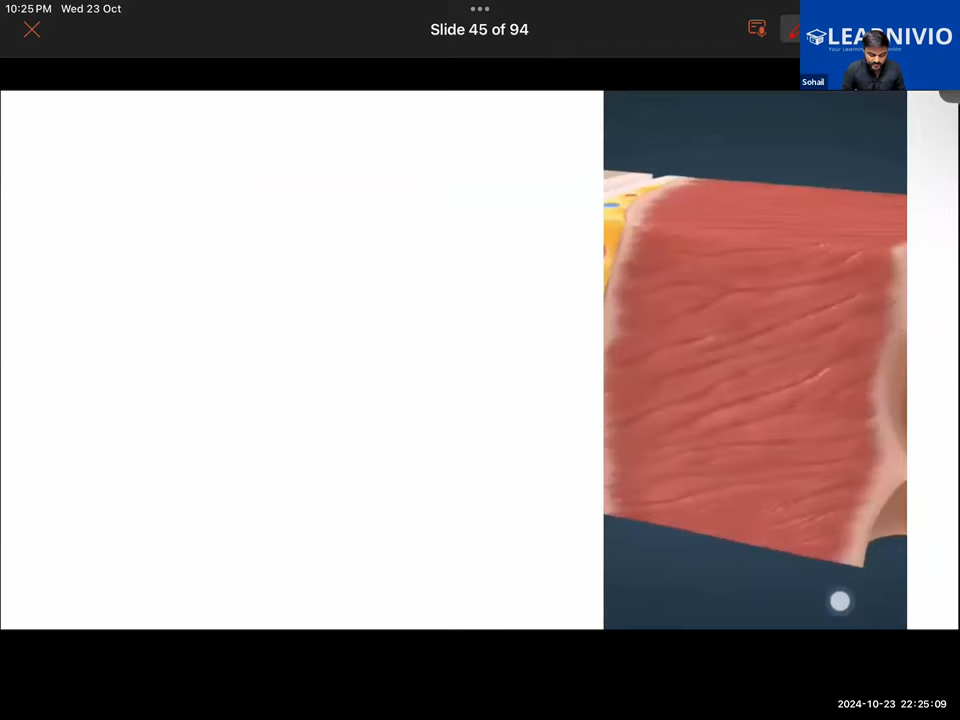 10:25 PM Wed 23 Oct
Slide 45 of 94
LEARNIVIO
Sohail
2024-10-23 22:25:09